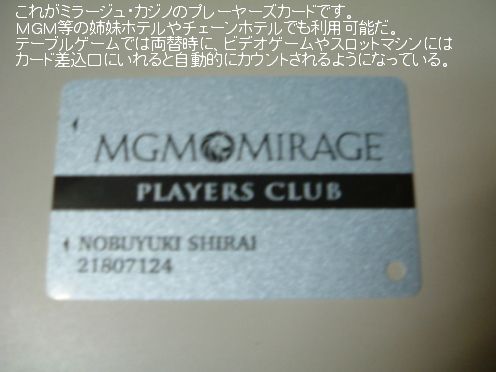 これがミラージュ・カジノのプレーヤーズカードです。
MGM等の姉妹ホテルやチェーンホテルでも利用可能だ。
テーブルゲームでは両替時に、ビデオゲームやスロットマシンには
カード差込口にいれると自動的にカウントされるようになっている。
MGM MIRAGE
PLAYERS CLUB
NOBUYUKI SHIRAI
21807124